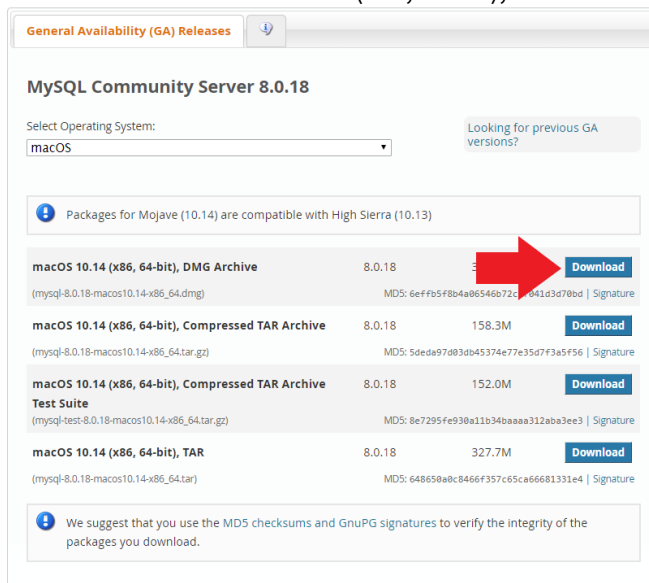 General Availability (GA) Releases
MySQL Community Server 8.0.18
Select Operating System:
macOS
Looking for previous GA
versions?
Packages for Mojave (10.14) are compatible with High Sierra (10.13)
macOS 10.14 (x86, 64-bit), DMG Archive 8.0.18 Download
(mysql-8.0.18-macos10.14-x86_64.dmg) MD5: | Signature
macOS 10.14 (x86, 64-bit), Compressed TAR Archive 8.0.18 158.3M Download
(mysql-8.0.18-macos10.14-x86_64.tar.gz) MD5: 5deda97d03db45374e77e35d7f3a5f56 | Signature
macOS 10.14 (x86, 64-bit), Compressed TAR Archive 8.0.18 152.0M Download
Test Suite
(mysql-test-8.0.18-macos10.14-x86_64.tar.gz) MD5: 8e7295fe930a11b34baaaa312aba3ee3 | Signature
macOS 10.14 (x86, 64-bit), TAR 8.0.18 327.7M Download
(mysql-8.0.18-macos10.14-x86_64.tar) MD5: 648650a0c8466f357c65ca66681331e4 | Signature
We suggest that you use the MD5 checksums and GnuPG signatures to verify the integrity of the
packages you download.